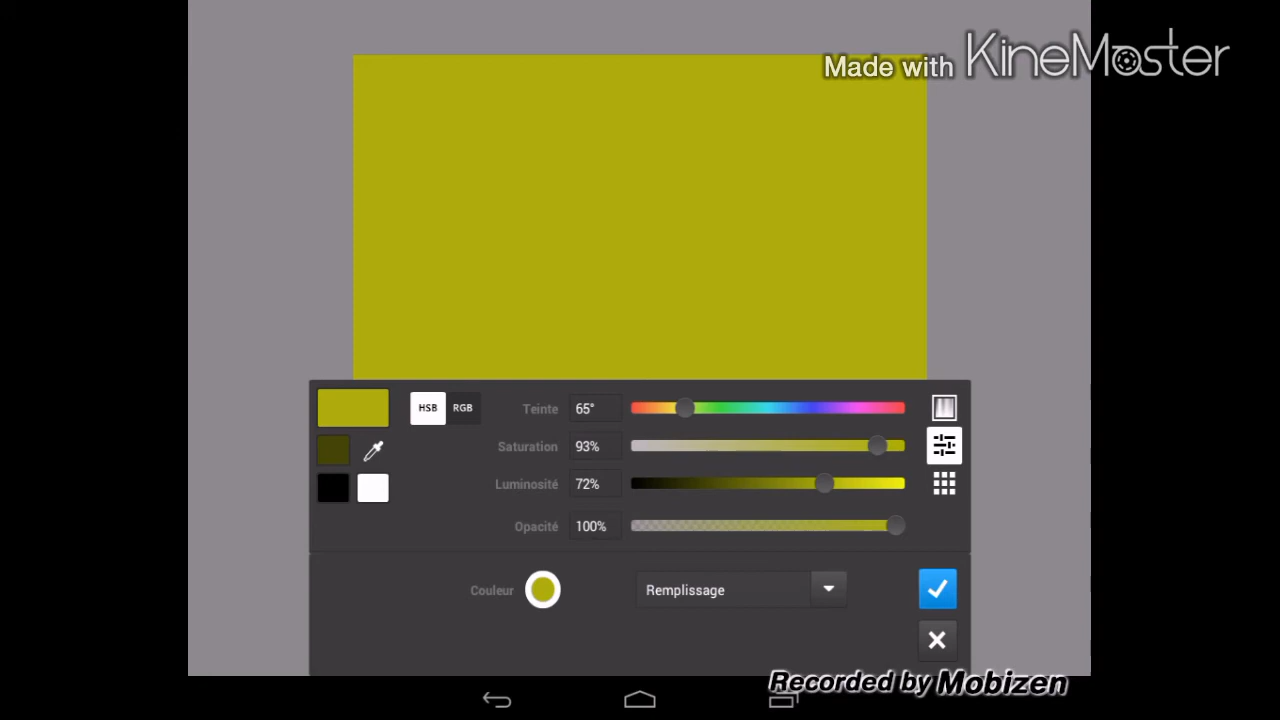 Made with KineMaster
HSB RGB Teinte 65°
Saturation 93%
Luminosité 72%
Opacité 100%
Couleur Remplissage
Recorded by Mobizen